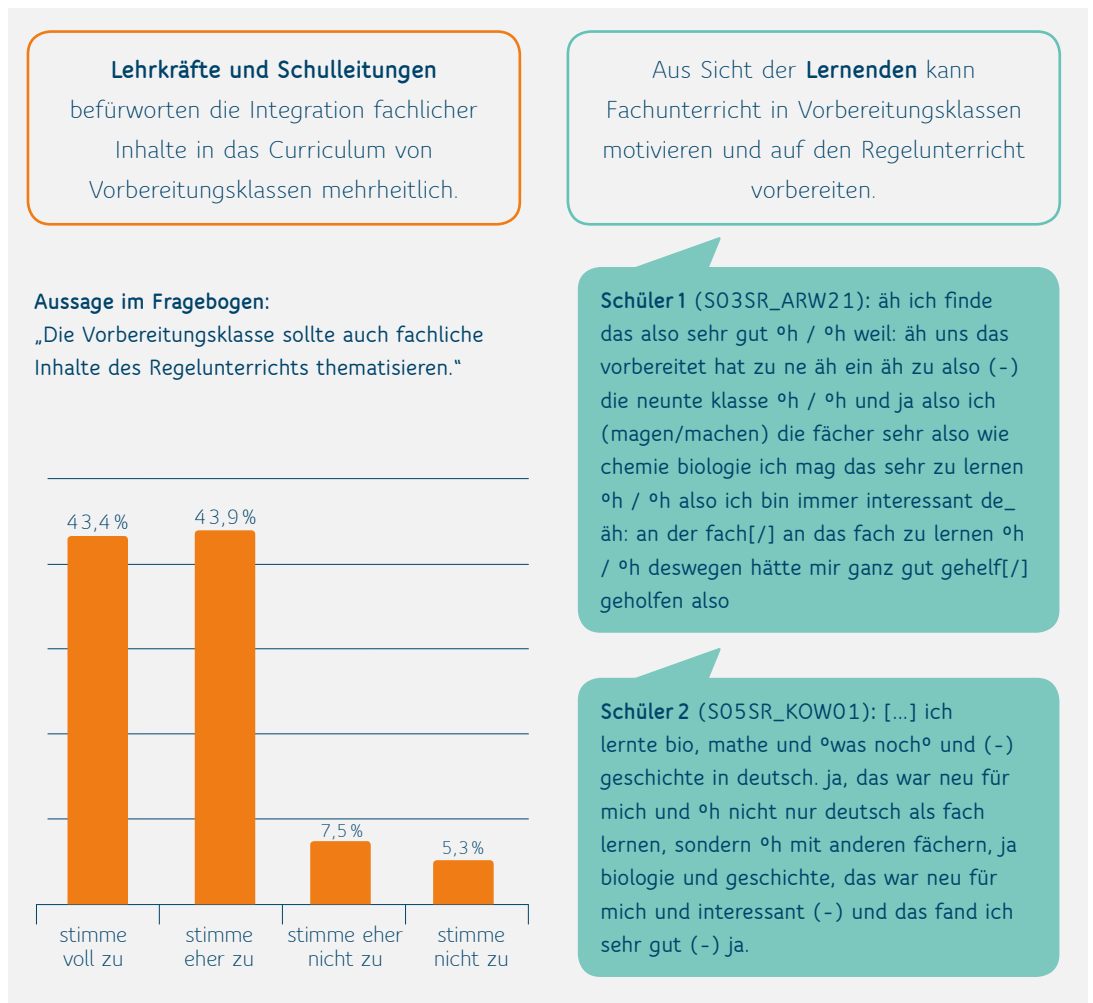 Lehrkräfte und Schulleitungen
befürworten die Integration fachlicher
Inhalte in das Curriculum von
Vorbereitungsklassen mehrheitlich.
Aussage im Fragebogen:
„Die Vorbereitungsklasse sollte auch fachliche
Inhalte des Regelunterrichts thematisieren.“
43,4 %
43,9 %
7,5 %
5,3 %
stimme
voll zu
stimme
eher zu
stimme eher
nicht zu
stimme
nicht zu
Aus Sicht der Lernenden kann
Fachunterricht in Vorbereitungsklassen
motivieren und auf den Regelunterricht
vorbereiten.
Schüler 1 (S03SR_ARW21): äh ich finde
das also sehr gut °h / °h weil: äh uns das
vorbereitet hat zu ne äh ein äh zu also (-)
die neunte klasse °h / °h und ja also ich
(magen/machen) die fächer sehr also wie
chemie biologie ich mag das sehr zu lernen
°h / °h also ich bin immer interessant de_
äh: an der fach[/] an das fach zu lernen °h
/ °h deswegen hätte mir ganz gut gehelf[/]
geholfen also
Schüler 2 (S05SR_KOW01): [...] ich
lernte bio, mathe und °was noch° und (-)
geschichte in deutsch. ja, das war neu für
mich und °h nicht nur deutsch als fach
lernen, sondern °h mit anderen fächern, ja
biologie und geschichte, das war neu für
mich und interessant (-) und das fand ich
sehr gut (-) ja.